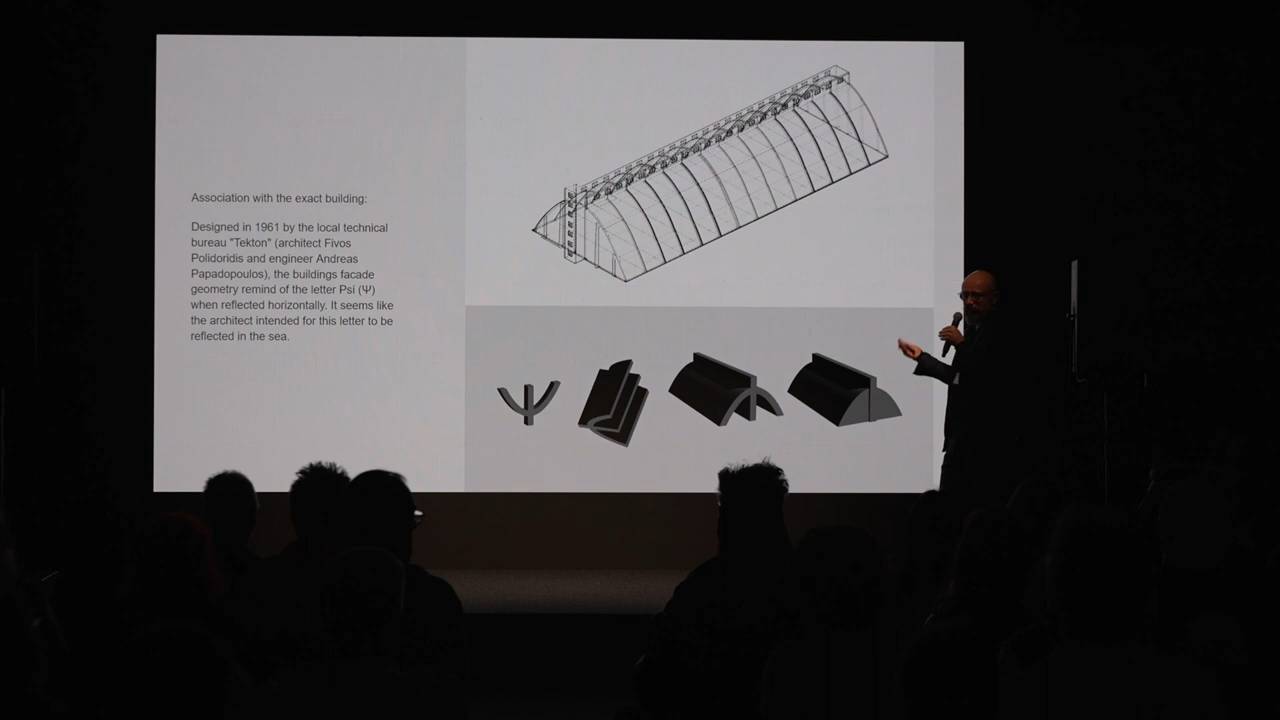 Association with the exact building:
Designed in 1961 by the local technical
bureau "Tekton" (architect Fivos
Polidoridis and engineer Andreas
Papadopoulos), the buildings facade
geometry remind of the letter Psi (Ψ)
when reflected horizontally. It seems like
the architect intended for this letter to be
reflected in the sea.